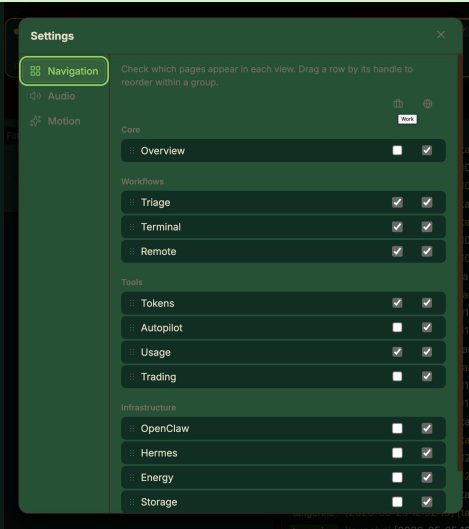 Settings
Navigation
Audio
Motion
Check which pages appear in each view. Drag a row by its handle to
reorder within a group.
Work
Core
Overview
Workflows
Triage
Terminal
Remote
Tools
Tokens
Autopilot
Usage
Trading
Infrastructure
OpenClaw
Hermes
Energy
Storage